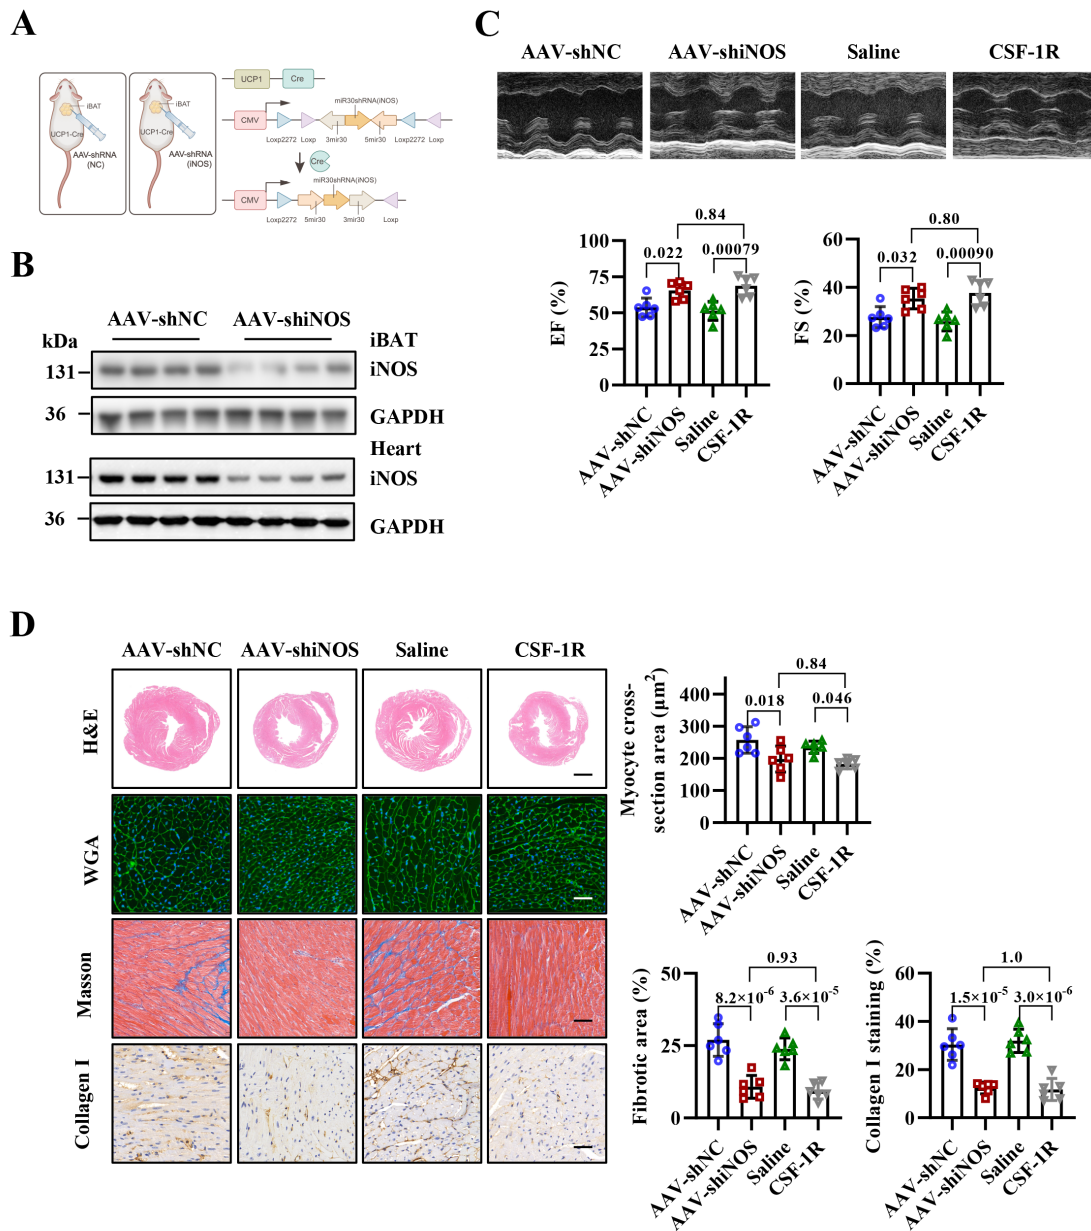 A
iBAT
UCP1-Cre
AAV-shRNA
(NC)
iBAT
UCP1-Cre
AAV-shRNA
(iNOS)
UCP1
Cre
miR30shRNA(iNOS)
CMV
Loxp2272
Loxp
3mir30
5mir30
Loxp2272
Loxp
Cre
miR30shRNA(iNOS)
CMV
Loxp2272
5mir30
3mir30
Loxp
B
AAV-shNC AAV-shiNOS
kDa
iBAT
131
iNOS
36
GAPDH
Heart
131
iNOS
36
GAPDH
C
AAV-shNC AAV-shiNOS Saline CSF-1R
0.84
0.022
0.00079
EF (%)
100
75
50
25
0
AAV-shNC
AAV-shiNOS
Saline
CSF-1R
0.80
0.032
0.00090
FS (%)
60
40
20
0
AAV-shNC
AAV-shiNOS
Saline
CSF-1R
D
AAV-shNC AAV-shiNOS Saline CSF-1R
H&E
WGA
Masson
Collagen I
Myocyte cross-
section area (μm²)
0.84
0.018
0.046
400
300
200
100
0
AAV-shNC
AAV-shiNOS
Saline
CSF-1R
Fibrotic area (%)
0.93
8.2×10⁻⁶
3.6×10⁻⁵
50
25
0
AAV-shNC
AAV-shiNOS
Saline
CSF-1R
Collagen I staining (%)
1.0
1.5×10⁻⁵
3.0×10⁻⁶
60
40
20
0
AAV-shNC
AAV-shiNOS
Saline
CSF-1R